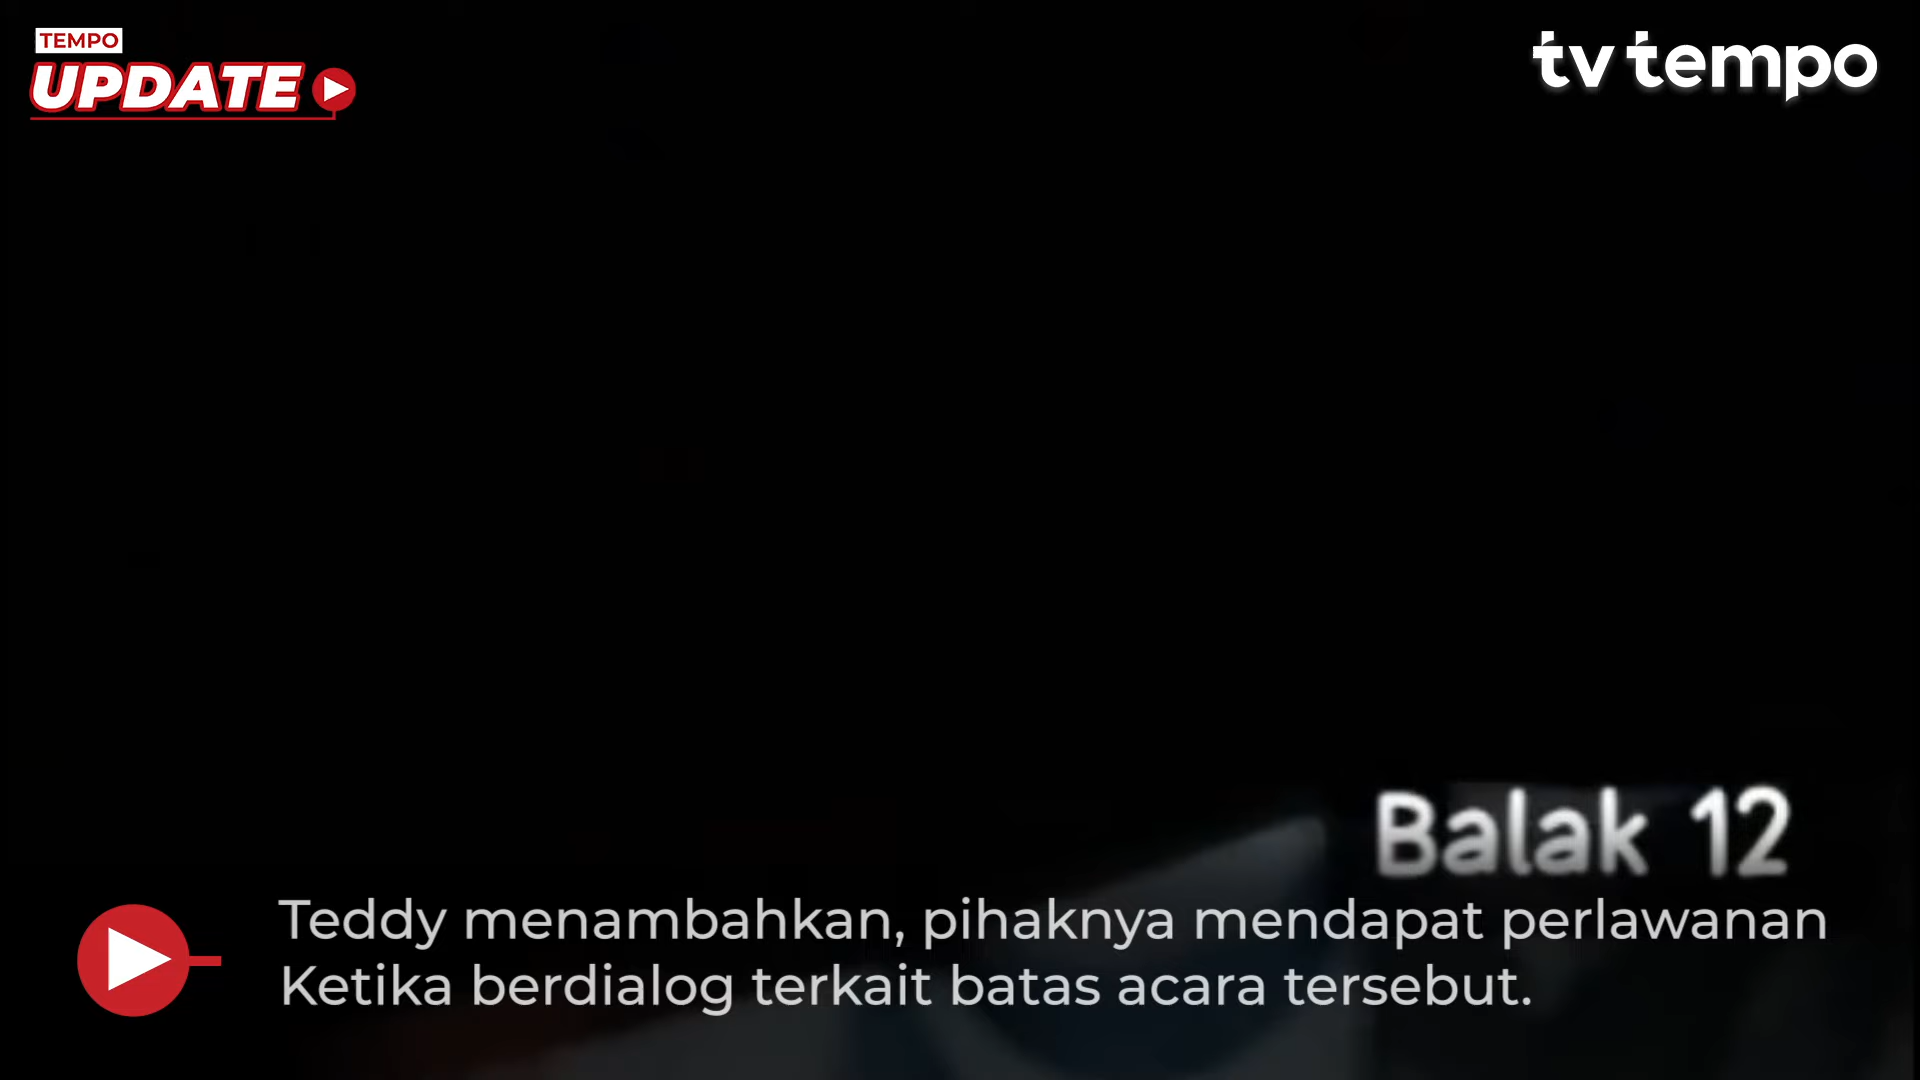 TEMPO
UPDATE
tv tempo
Balak 12
Teddy menambahkan, pihaknya mendapat perlawanan
Ketika berdialog terkait batas acara tersebut.